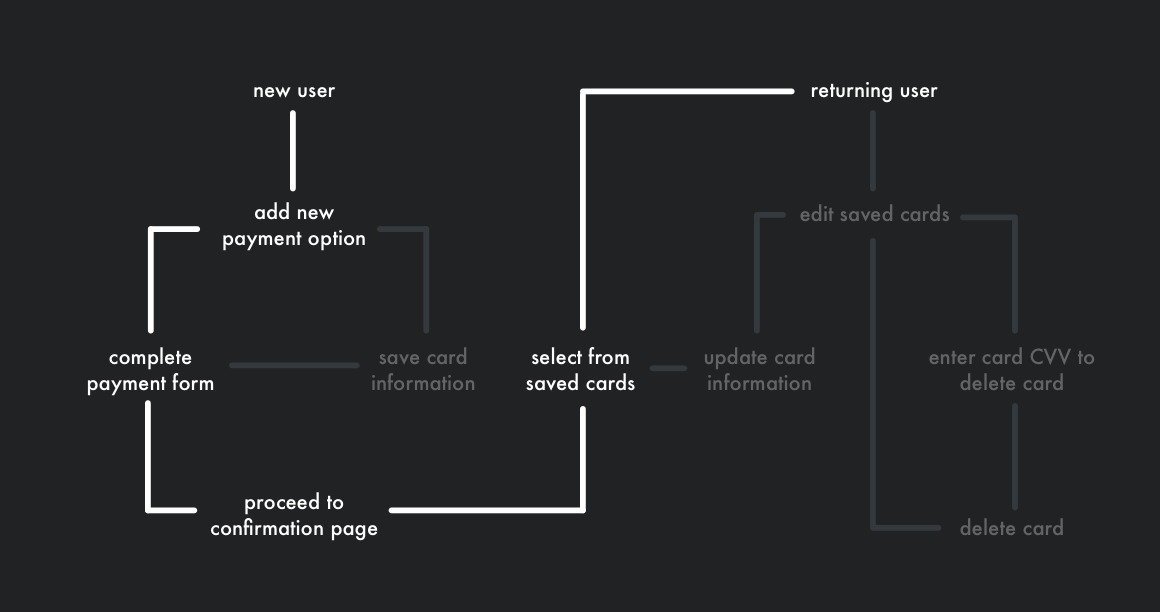 new user
returning user
add new
payment option
edit saved cards
complete
payment form
save card
information
select from
saved cards
update card
information
enter card CVV to
delete card
proceed to
confirmation page
delete card